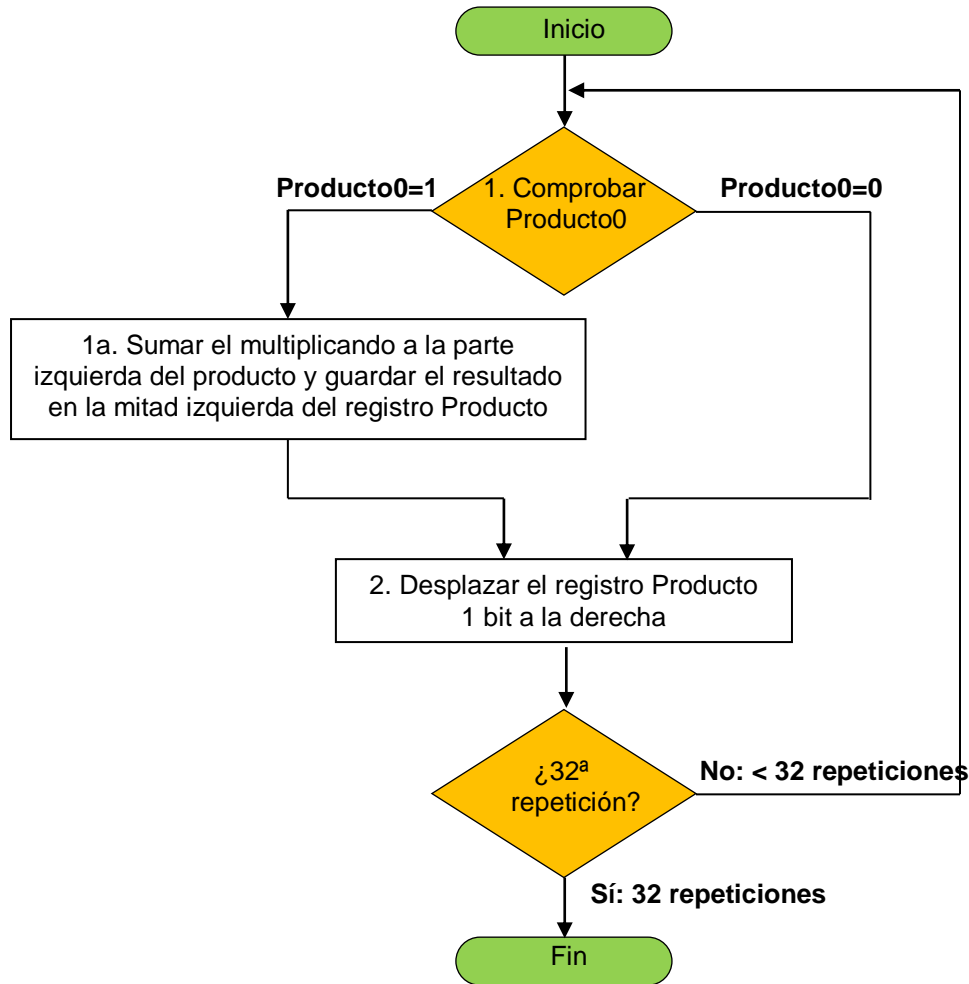 Inicio
Producto0=1
1. Comprobar
Producto0
Producto0=0
1a. Sumar el multiplicando a la parte
izquierda del producto y guardar el resultado
en la mitad izquierda del registro Producto
2. Desplazar el registro Producto
1 bit a la derecha
¿32ª
repetición?
No: < 32 repeticiones
Sí: 32 repeticiones
Fin